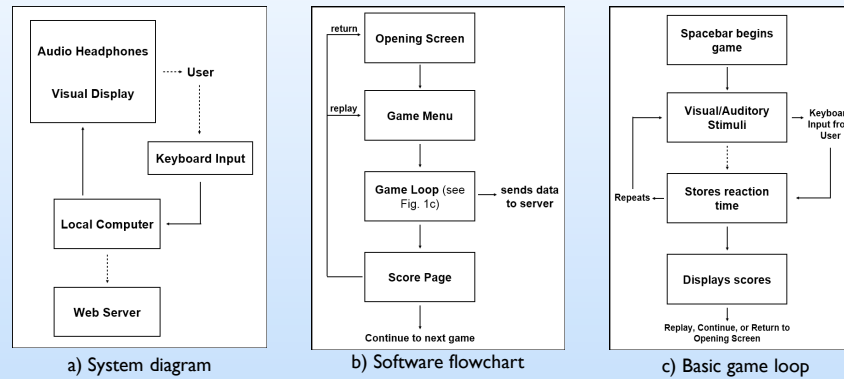 Audio Headphones
Visual Display
User
Keyboard Input
Local Computer
Web Server
a) System diagram
return
Opening Screen
replay
Game Menu
Game Loop (see
Fig. 1c)
sends data
to server
Score Page
Continue to next game
b) Software flowchart
Spacebar begins
game
Visual/Auditory
Stimuli
User
Repeats
Stores reaction
time
Displays scores
Replay, Continue, or Return to
Opening Screen
c) Basic game loop